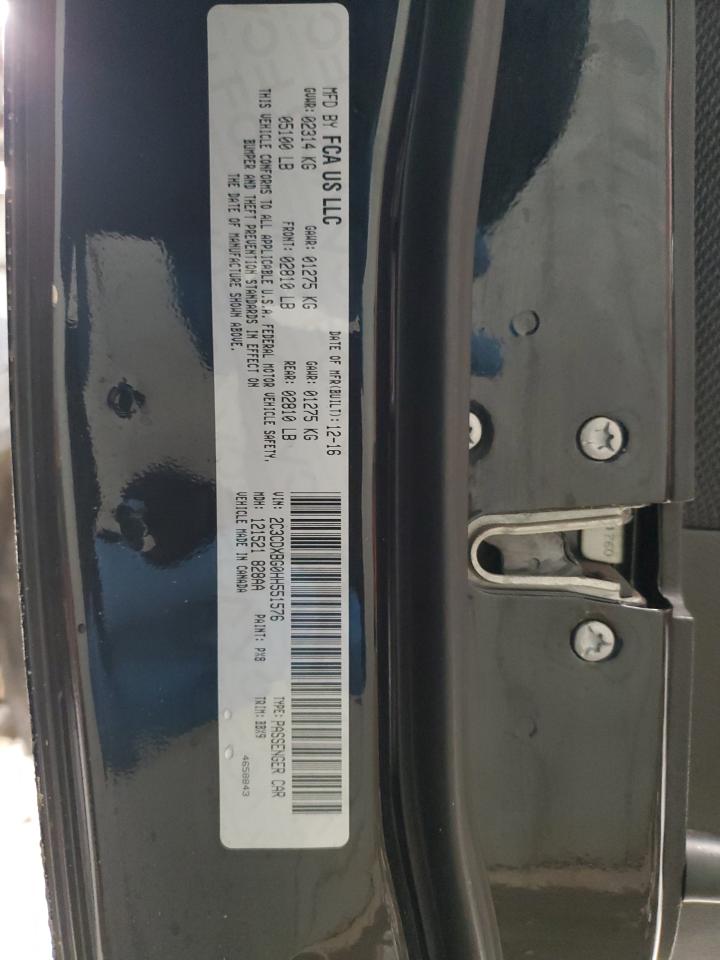 MFD BY FCA US LLC
DATE OF MFR(BUILT): 12-16
GVWR: 02314 KG GAWR: 01275 KG GAWR: 01275 KG
05100 LB FRONT: 02810 LB REAR: 02810 LB
THIS VEHICLE CONFORMS TO ALL APPLICABLE U.S.A. FEDERAL MOTOR VEHICLE SAFETY,
BUMPER AND THEFT PREVENTION STANDARDS IN EFFECT ON
THE DATE OF MANUFACTURE SHOWN ABOVE.
VIN: 2C3CDXBG0HH551576 TYPE: PASSENGER CAR
MDH: 121521 828AA PAINT: PX8 TRIM: BBX9
VEHICLE MADE IN CANADA 4658843